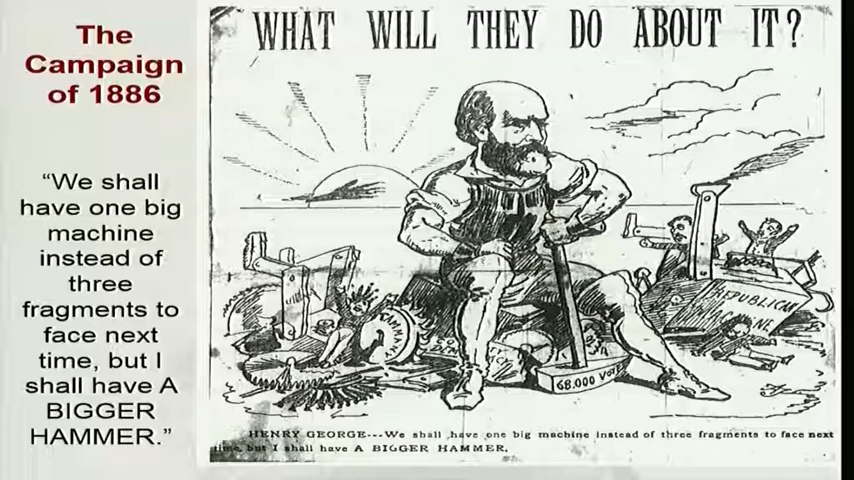 The
Campaign
of 1886
“We shall
have one big
machine
instead of
three
fragments to
face next
time, but I
shall have A
BIGGER
HAMMER.”
WHAT WILL THEY DO ABOUT IT?
REPUBLICAN
MACHINE
68,000 VOTES
HENRY GEORGE---We shall have one big machine instead of three fragments to face next
time, but I shall have A BIGGER HAMMER.